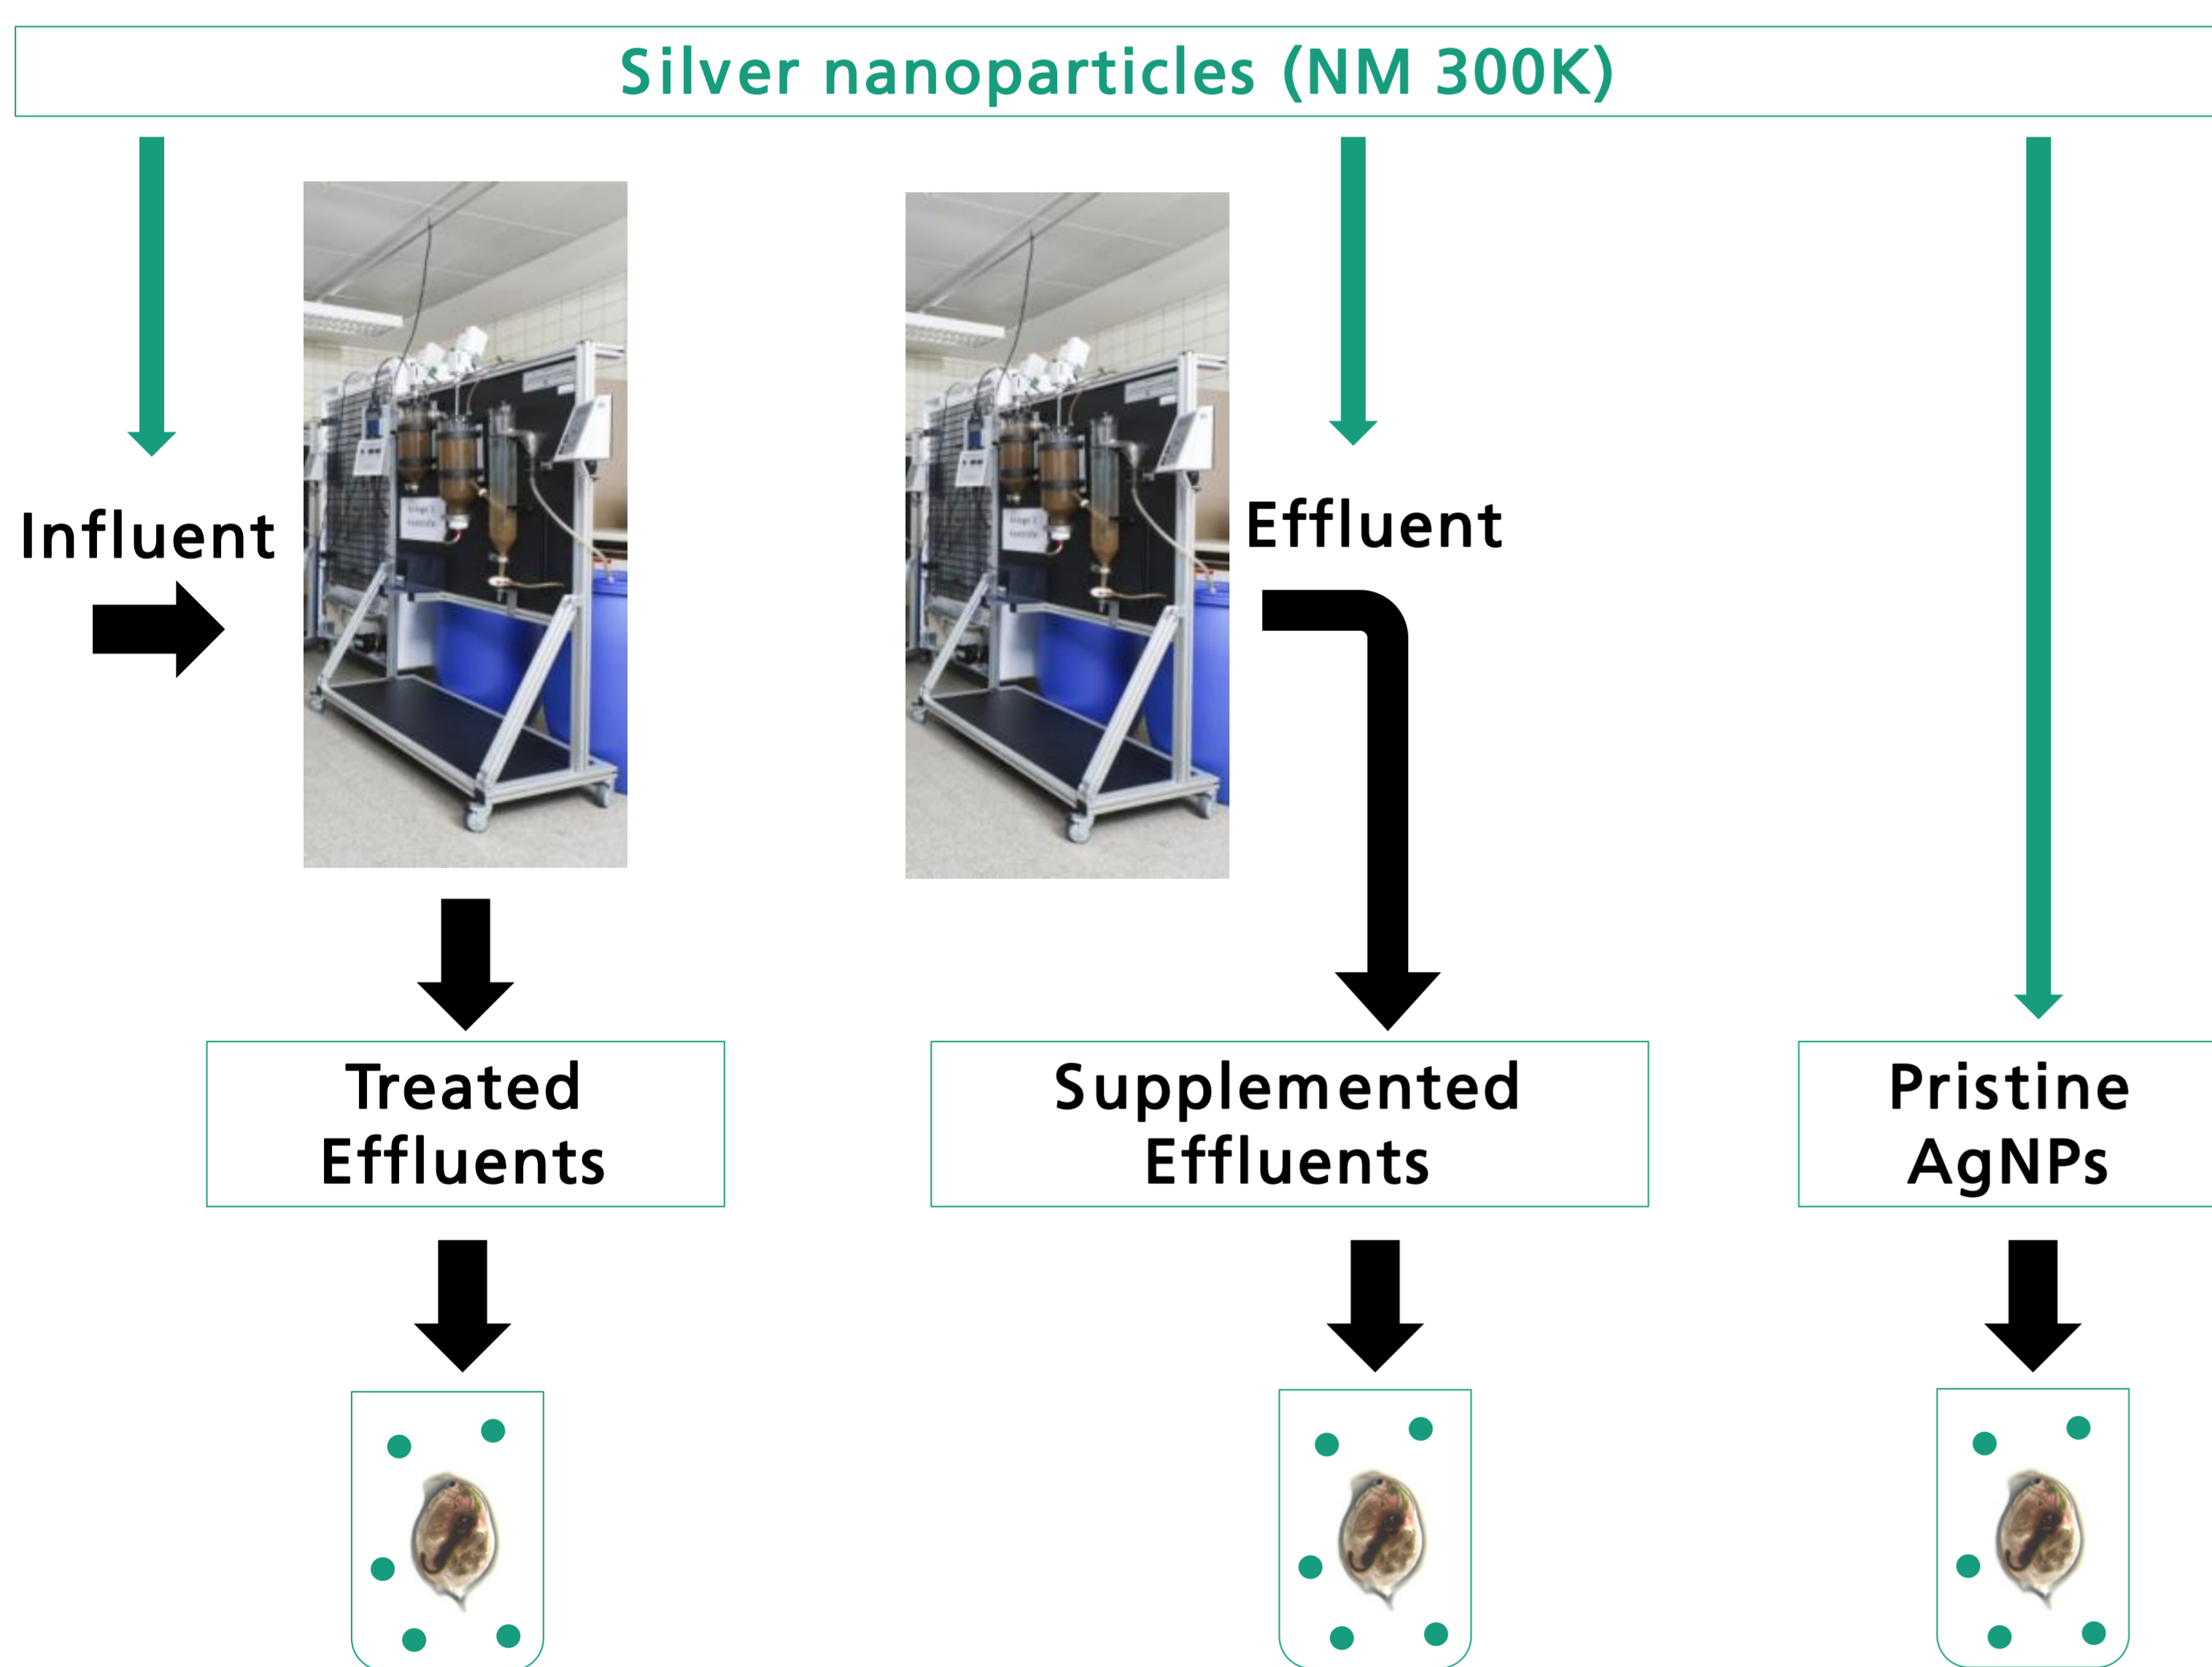 Silver nanoparticles (NM 300K)
Influent
Effluent
Treated
Effluents
Supplemented
Effluents
Pristine
AgNPs